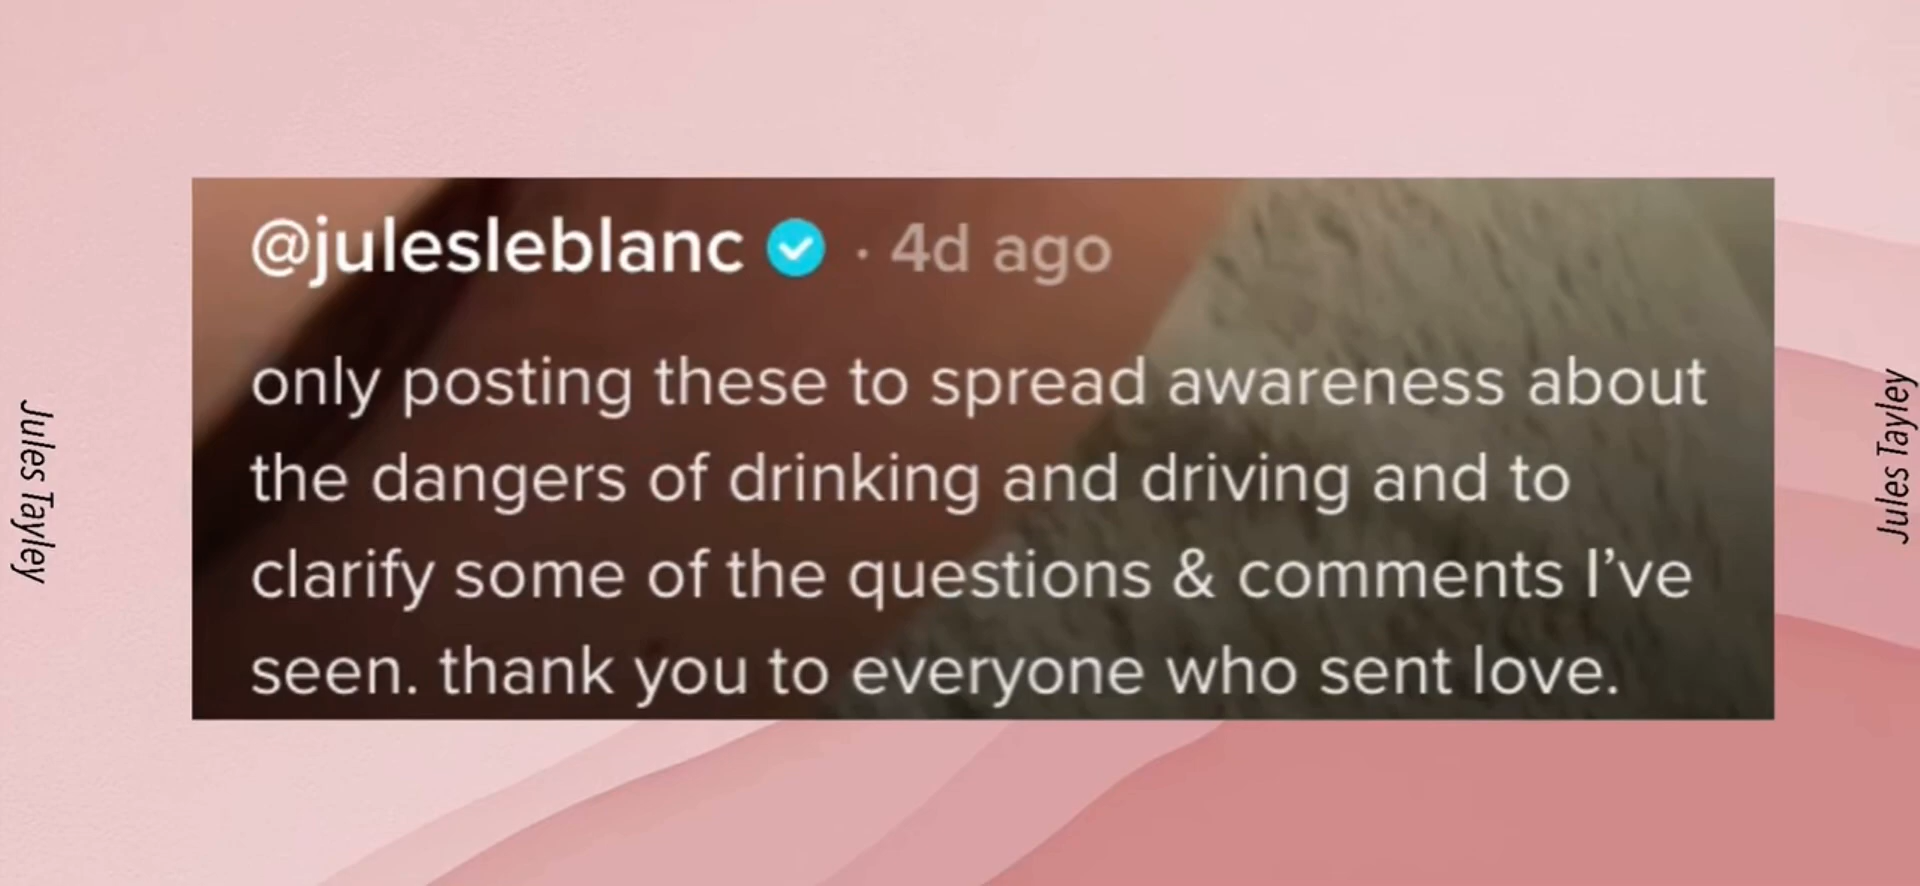 @julesleblanc · 4d ago
only posting these to spread awareness about
the dangers of drinking and driving and to
clarify some of the questions & comments I’ve
seen. thank you to everyone who sent love.
Jules Tayley
Jules Tayley